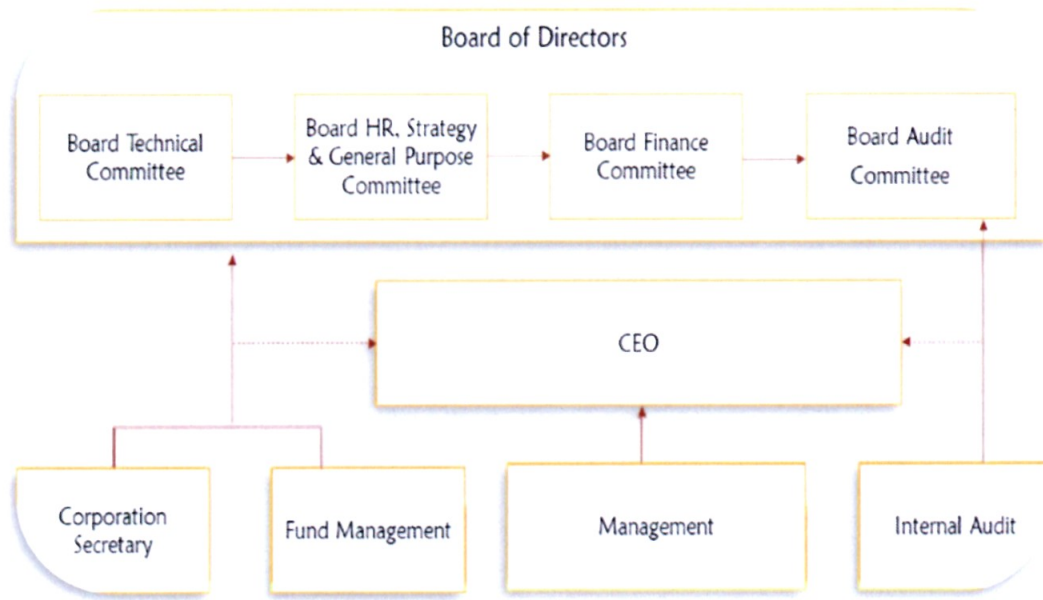 Board of Directors
Board Technical
Committee
Board HR, Strategy
& General Purpose
Committee
Board Finance
Committee
Board Audit
Committee
CEO
Corporation
Secretary
Fund Management
Management
Internal Audit